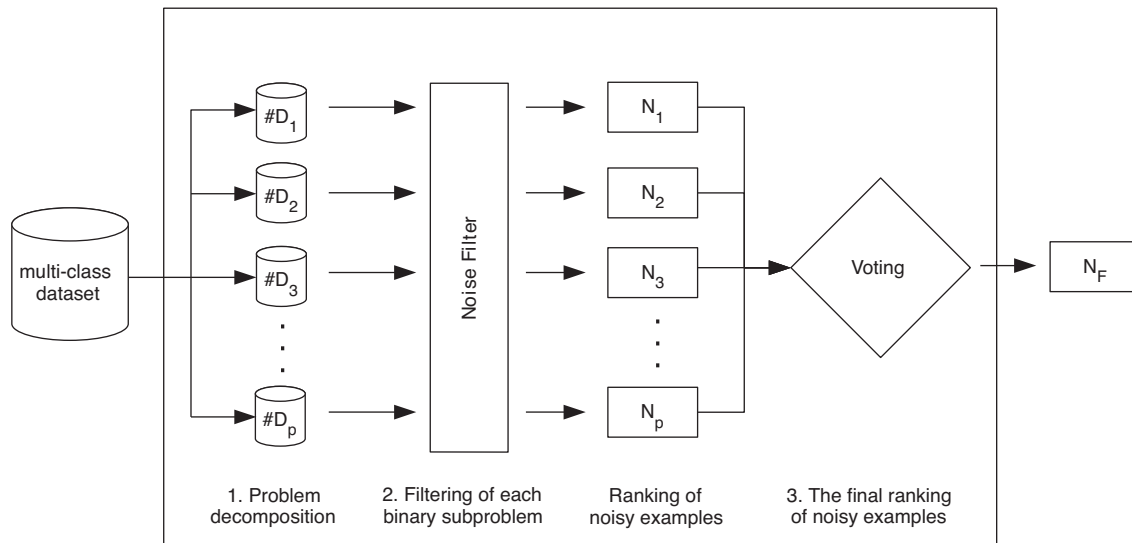 multi-class
dataset
#D1
#D2
#D3
#Dp
Noise Filter
N1
N2
N3
Np
Voting
NF
1. Problem
decomposition
2. Filtering of each
binary subproblem
Ranking of
noisy examples
3. The final ranking
of noisy examples